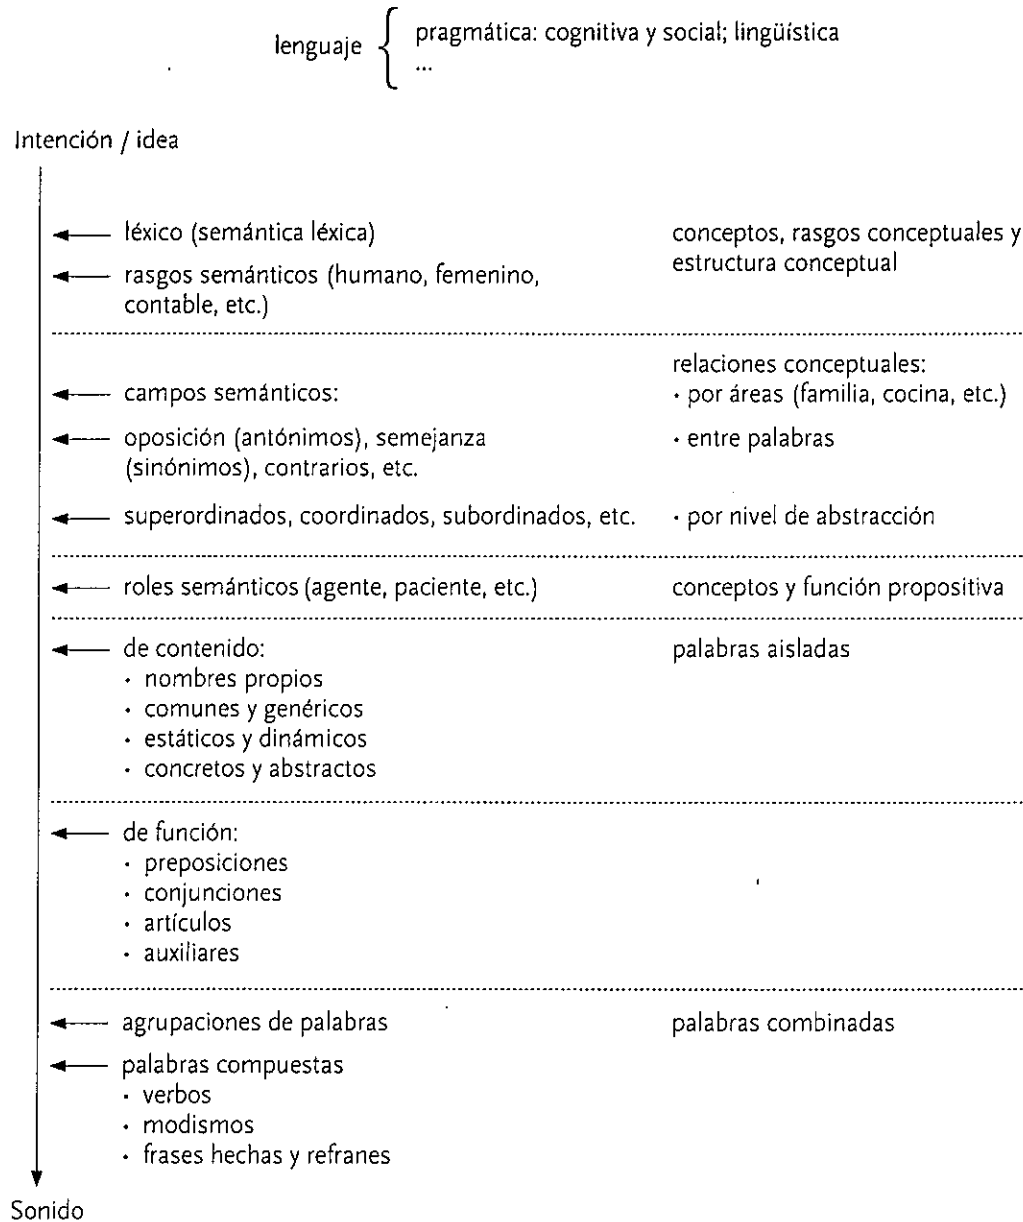 lenguaje { pragmática: cognitiva y social; lingüística
...
Intención / idea
léxico (semántica léxica)
conceptos, rasgos conceptuales y
estructura conceptual
rasgos semánticos (humano, femenino,
contable, etc.)
relaciones conceptuales:
campos semánticos:
· por áreas (familia, cocina, etc.)
oposición (antónimos), semejanza
(sinónimos), contrarios, etc.
· entre palabras
superordinados, coordinados, subordinados, etc.
· por nivel de abstracción
roles semánticos (agente, paciente, etc.)
conceptos y función propositiva
de contenido:
palabras aisladas
· nombres propios
· comunes y genéricos
· estáticos y dinámicos
· concretos y abstractos
de función:
· preposiciones
· conjunciones
· artículos
· auxiliares
agrupaciones de palabras
palabras combinadas
palabras compuestas
· verbos
· modismos
· frases hechas y refranes
Sonido